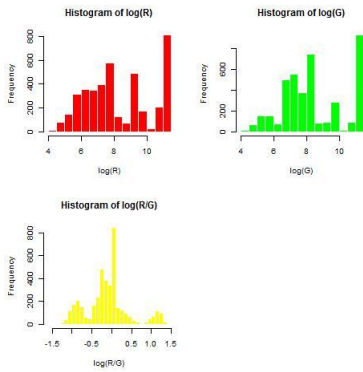 Histogram of log(R)
Frequency
0 200 400 600 800
4 6 8 10
log(R)
Histogram of log(G)
Frequency
0 200 400 600 800
4 6 8 10
log(G)
Histogram of log(R/G)
Frequency
0 200 400 600 800
-1.5 -0.5 0.5 1.0 1.5
log(R/G)